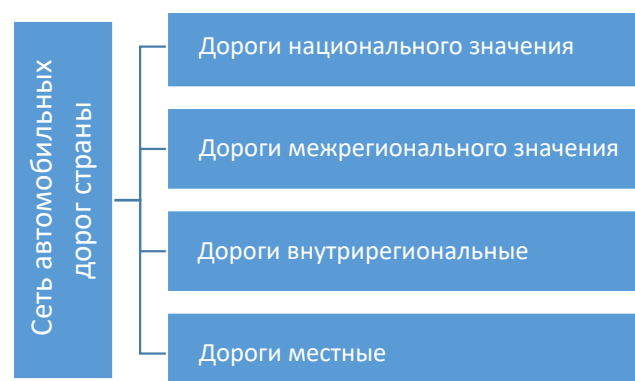 Сеть автомобильных
дорог страны
Дороги национального значения
Дороги межрегионального значения
Дороги внутрирегиональные
Дороги местные